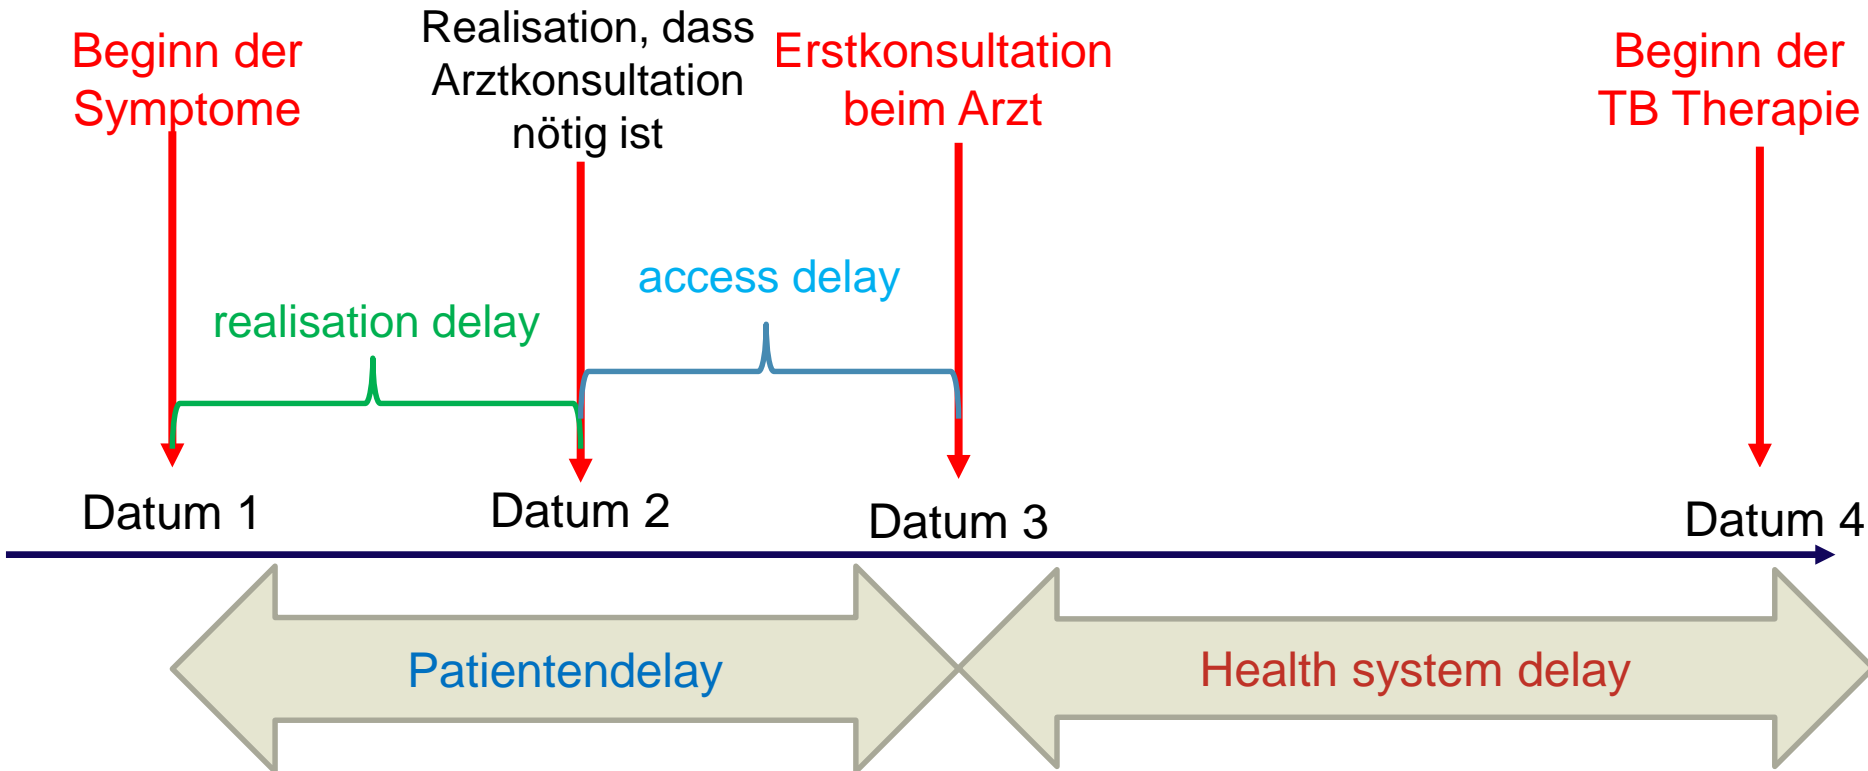 Beginn der
Symptome
Realisation, dass
Arztkonsultation
nötig ist
Erstkonsultation
beim Arzt
Beginn der
TB Therapie
realisation delay
access delay
Datum 1
Datum 2
Datum 3
Datum 4
Patientendelay
Health system delay